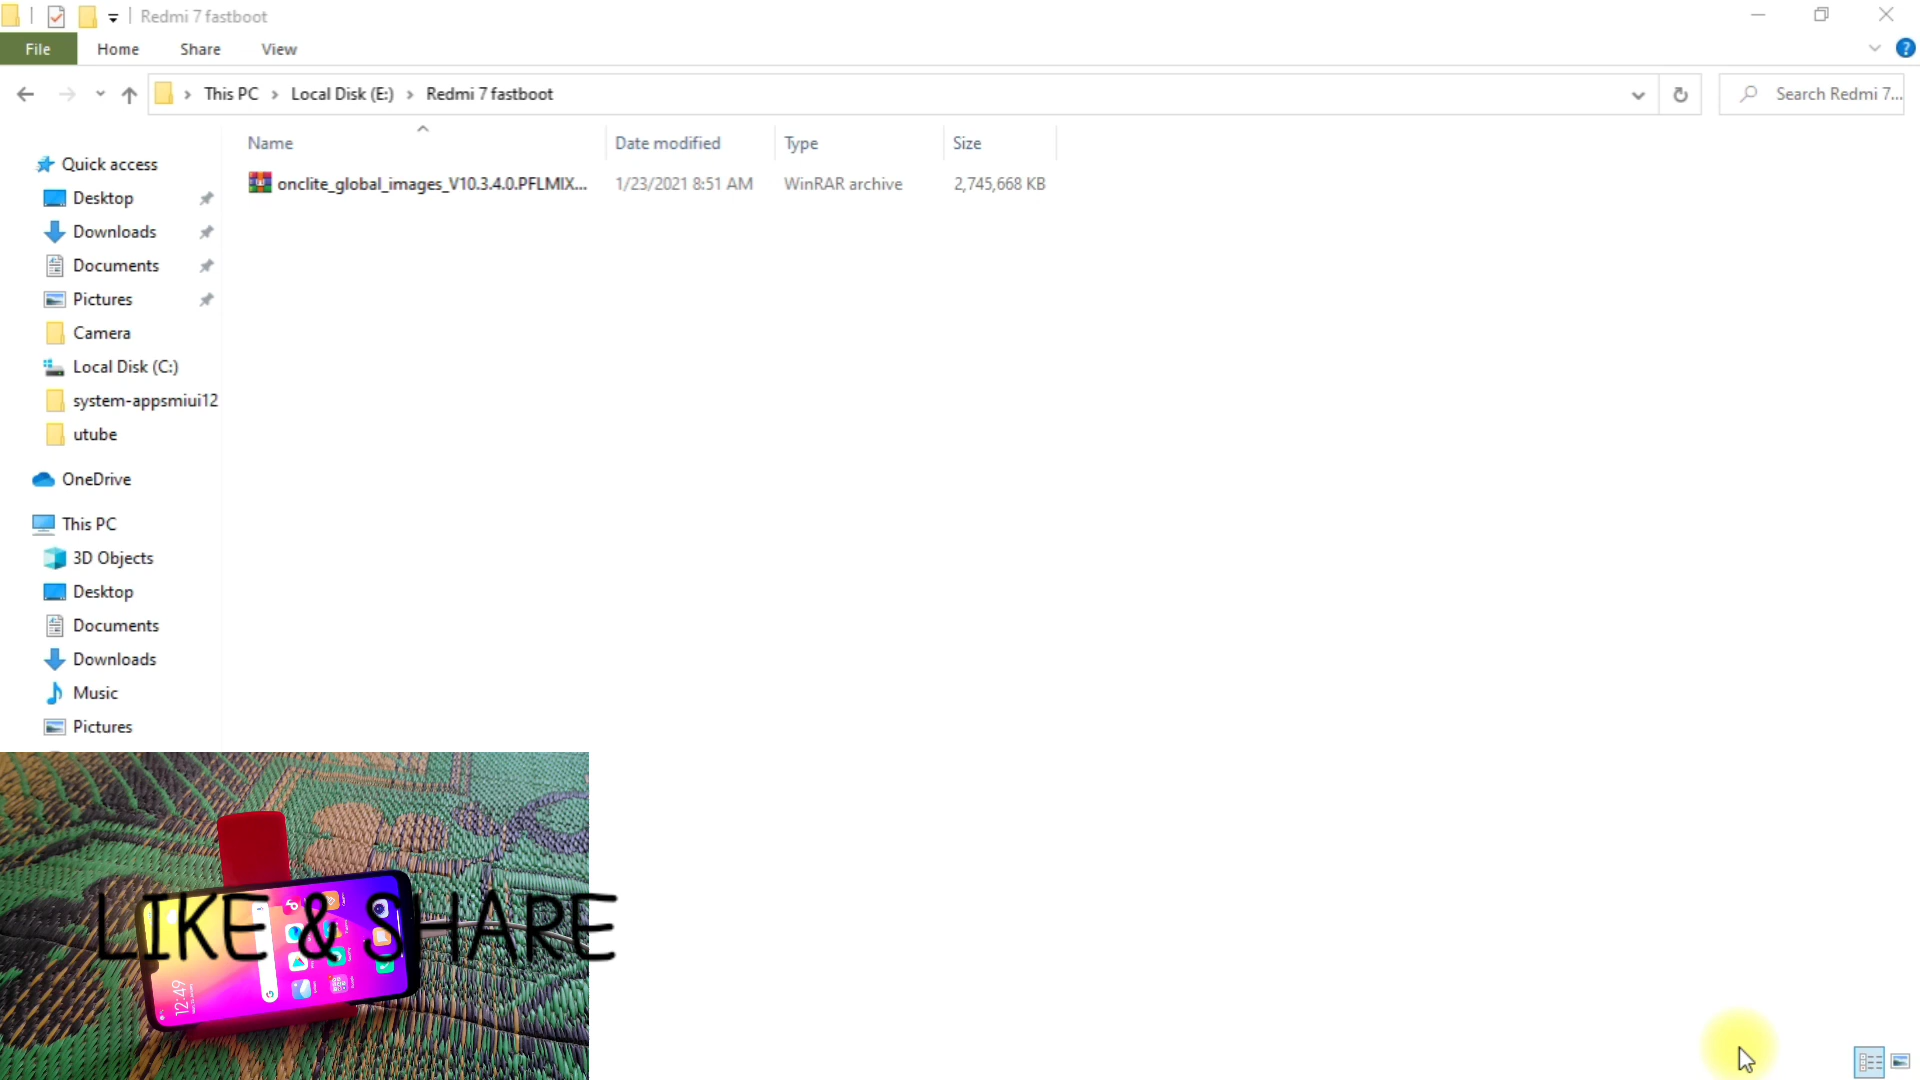 Redmi 7 fastboot
File Home Share View
This PC Local Disk (E:) Redmi 7 fastboot Search Redmi 7...
Name Date modified Type Size
onclite_global_images_V10.3.4.0.PFLMIX... 1/23/2021 8:51 AM WinRAR archive 2,745,668 KB
Quick access
Desktop
Downloads
Documents
Pictures
Camera
Local Disk (C:)
system-appsmiui12
utube
OneDrive
This PC
3D Objects
Desktop
Documents
Downloads
Music
Pictures
LIKE & SHARE
12:49